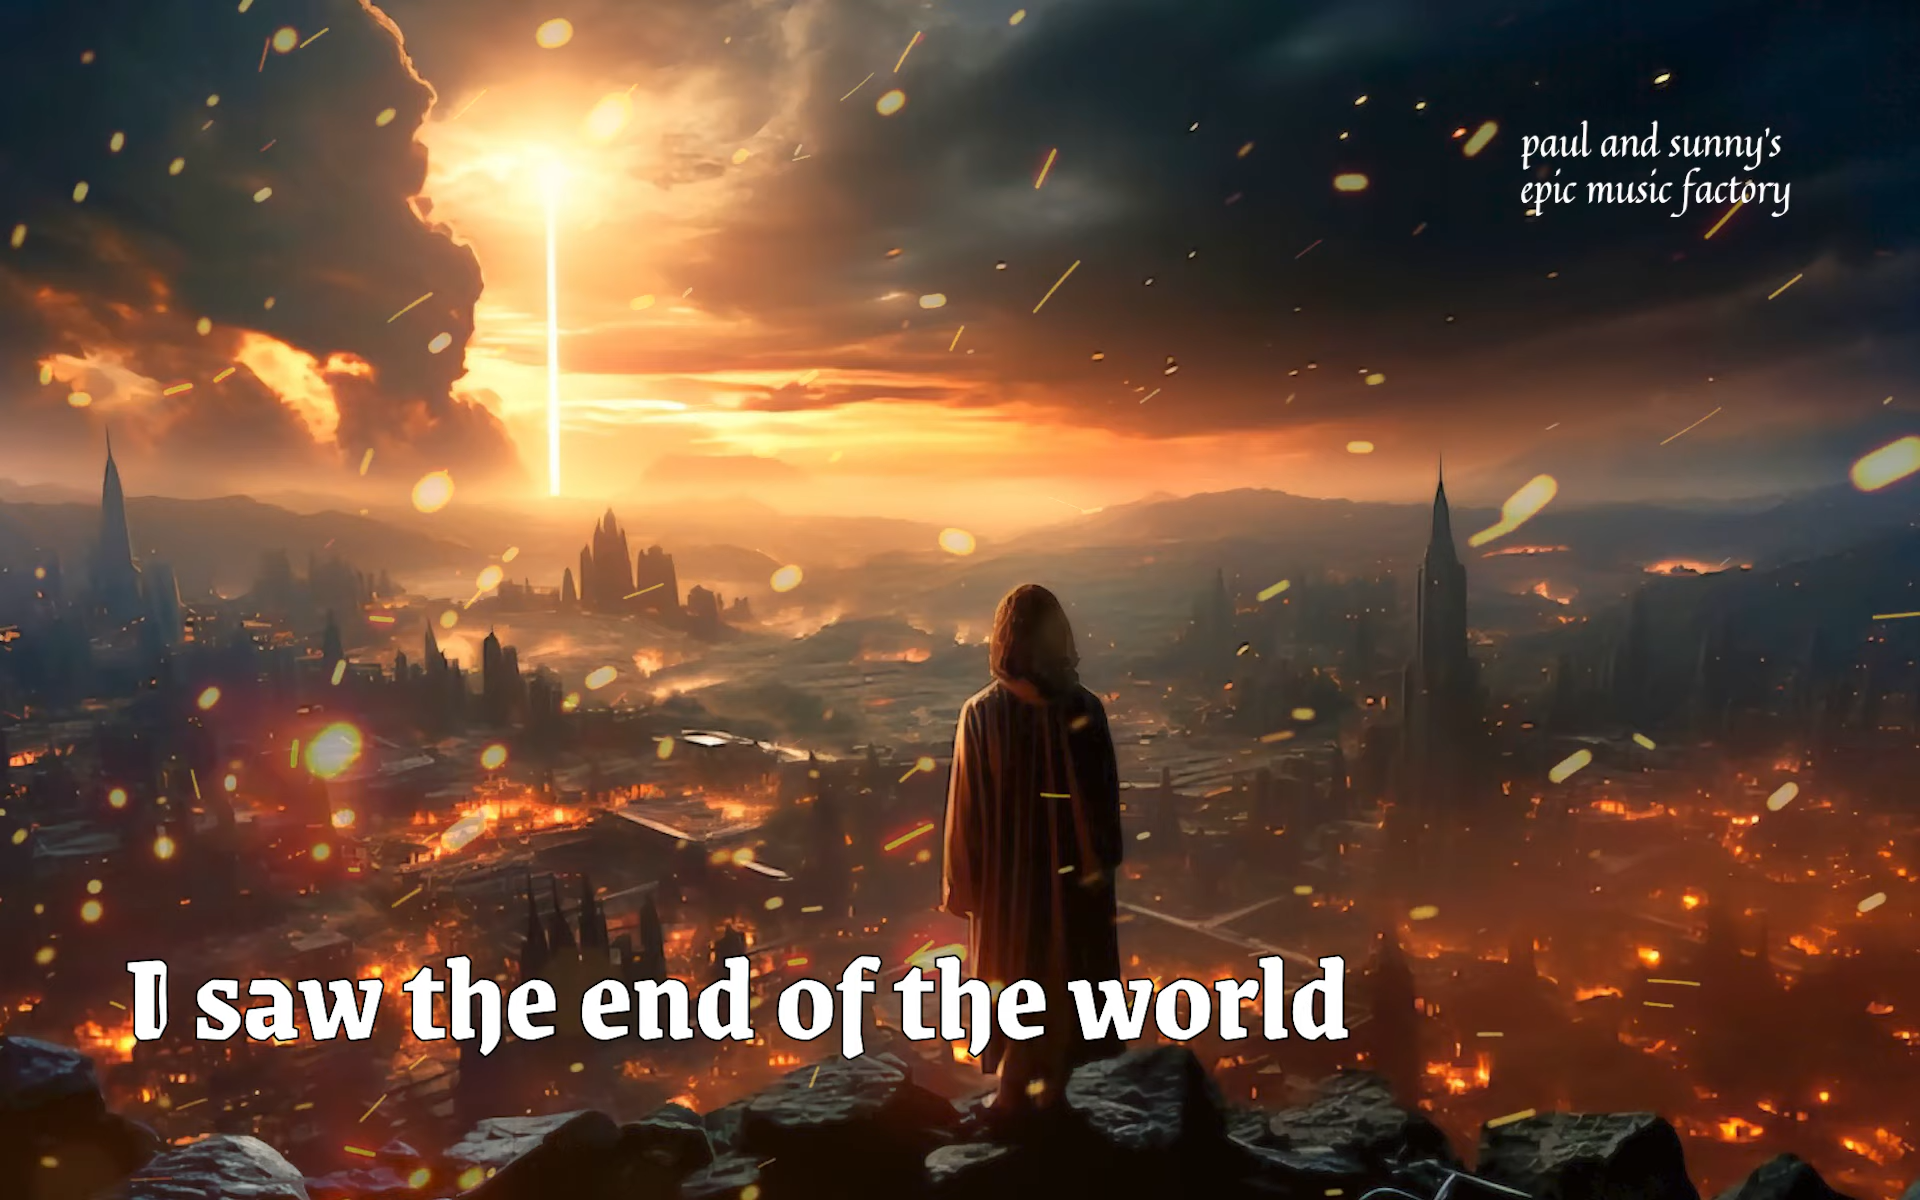 paul and sunny's
epic music factory
I saw the end of the world